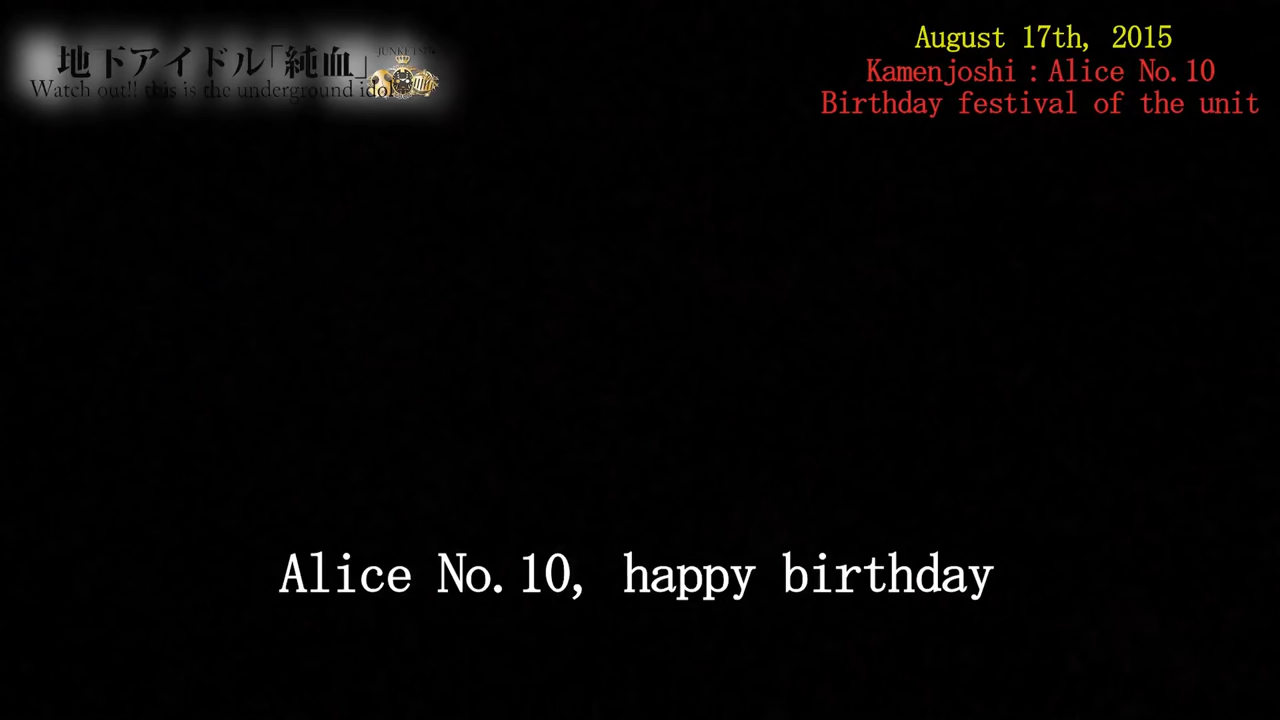 地下アイドル「純血」
JUNKETSU
Watch out!! this is the underground idol
August 17th, 2015
Kamenjoshi：Alice No.10
Birthday festival of the unit
Alice No.10, happy birthday